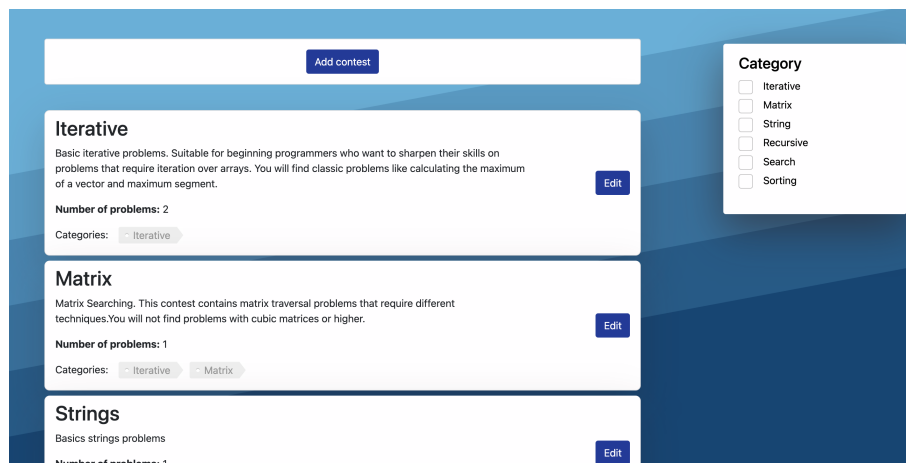 Add contest
Category
Iterative
Matrix
String
Recursive
Search
Sorting
Iterative
Basic iterative problems. Suitable for beginning programmers who want to sharpen their skills on
problems that require iteration over arrays. You will find classic problems like calculating the maximum
of a vector and maximum segment.
Edit
Number of problems: 2
Categories: Iterative
Matrix
Matrix Searching. This contest contains matrix traversal problems that require different
techniques.You will not find problems with cubic matrices or higher.
Edit
Number of problems: 1
Categories: Iterative Matrix
Strings
Basics strings problems
Edit
Number of problems: 1